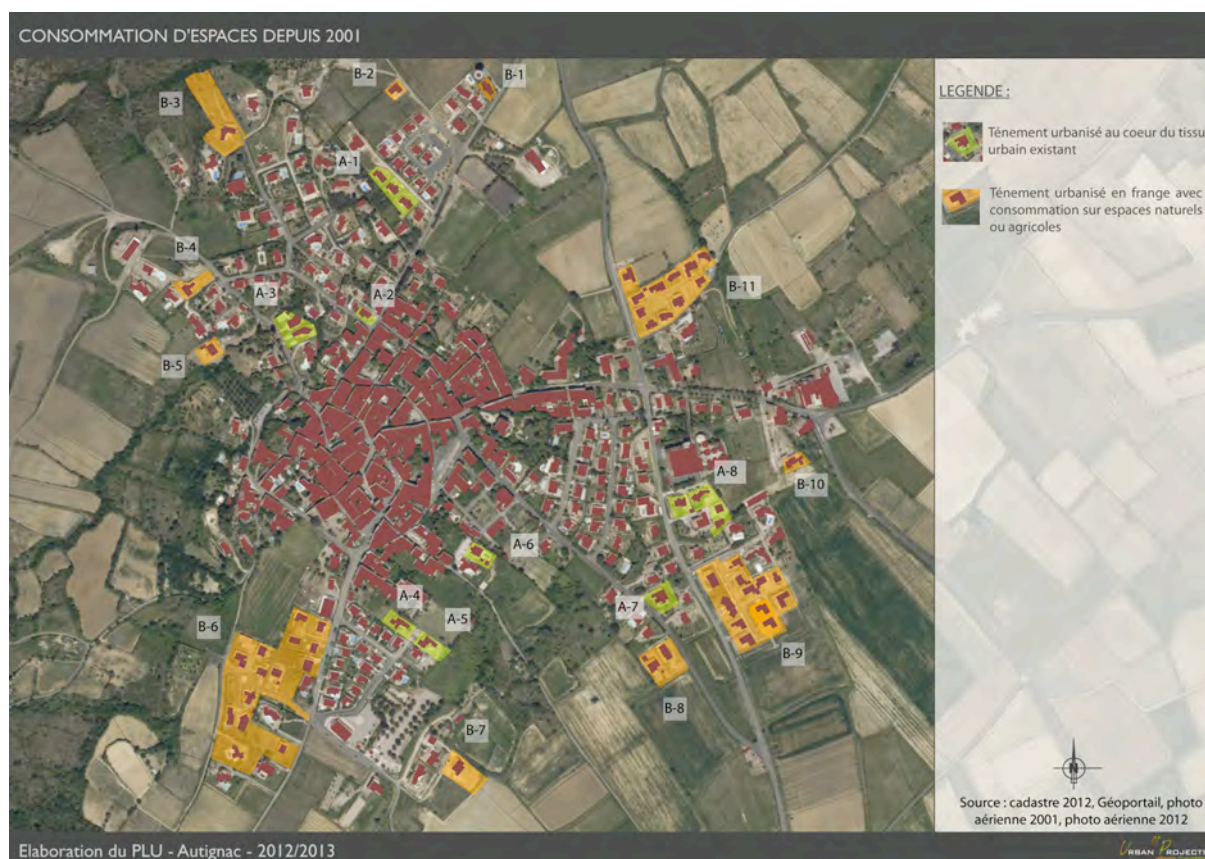 CONSOMMATION D'ESPACES DEPUIS 2001
B-2
B-1
B-3
A-1
B-4
A-3
A-2
B-5
B-11
A-8
B-10
A-6
A-4
A-5
A-7
B-6
B-9
B-8
B-7
LEGENDE :
Ténement urbanisé au coeur du tissu
urbain existant
Ténement urbanisé en frange avec
consommation sur espaces naturels
ou agricoles
N
Source : cadastre 2012, Géoportail, photo
aérienne 2001, photo aérienne 2012
Elaboration du PLU - Autignac - 2012/2013
URBAN PROJECTS